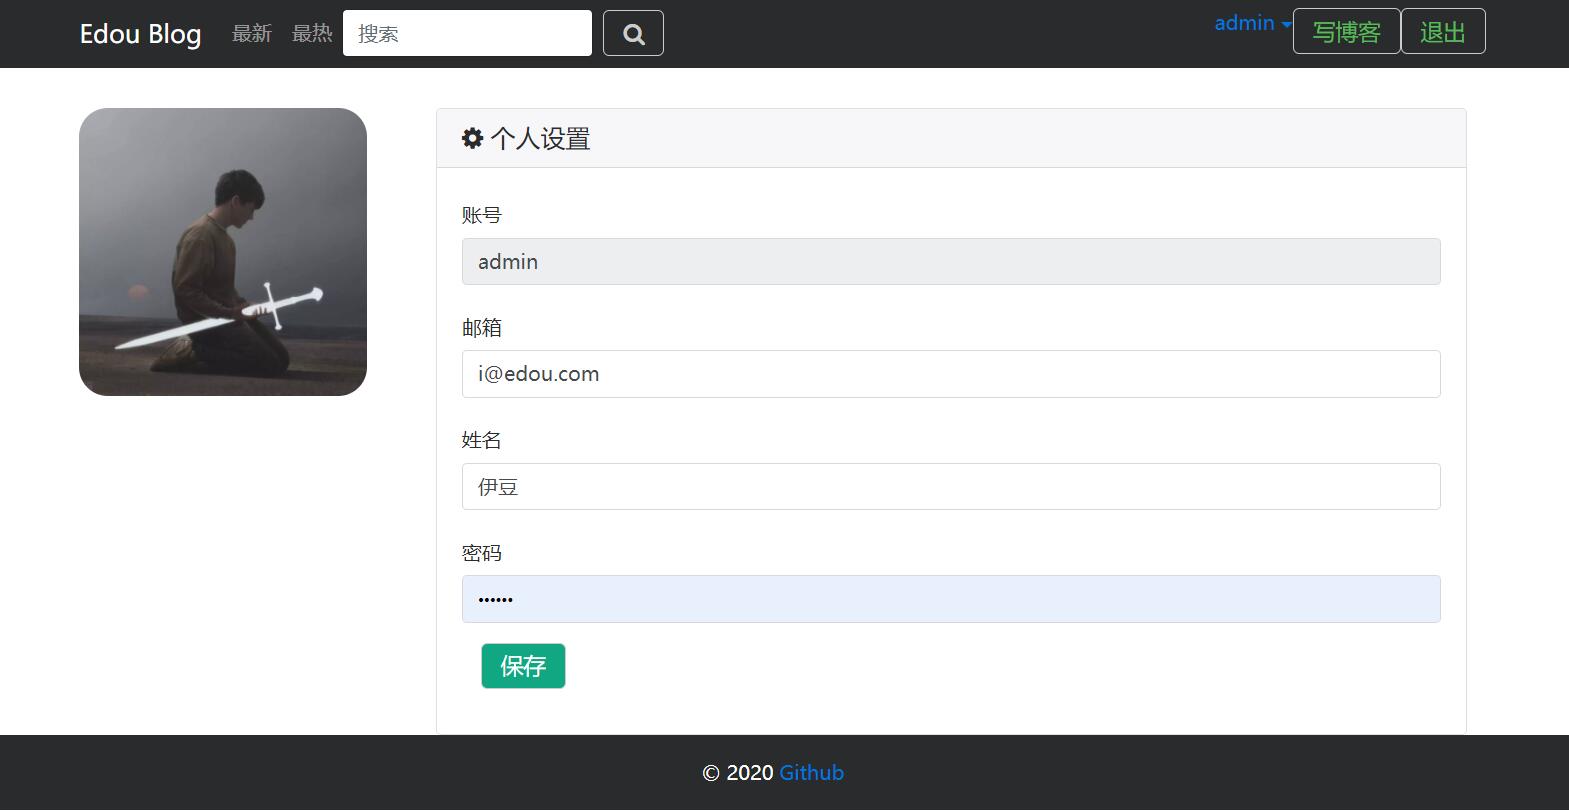 Edou Blog 最新 最热 搜索 admin 写博客 退出
个人设置
账号
admin
邮箱
i@edou.com
姓名
伊豆
密码
••••••
保存
© 2020 Github